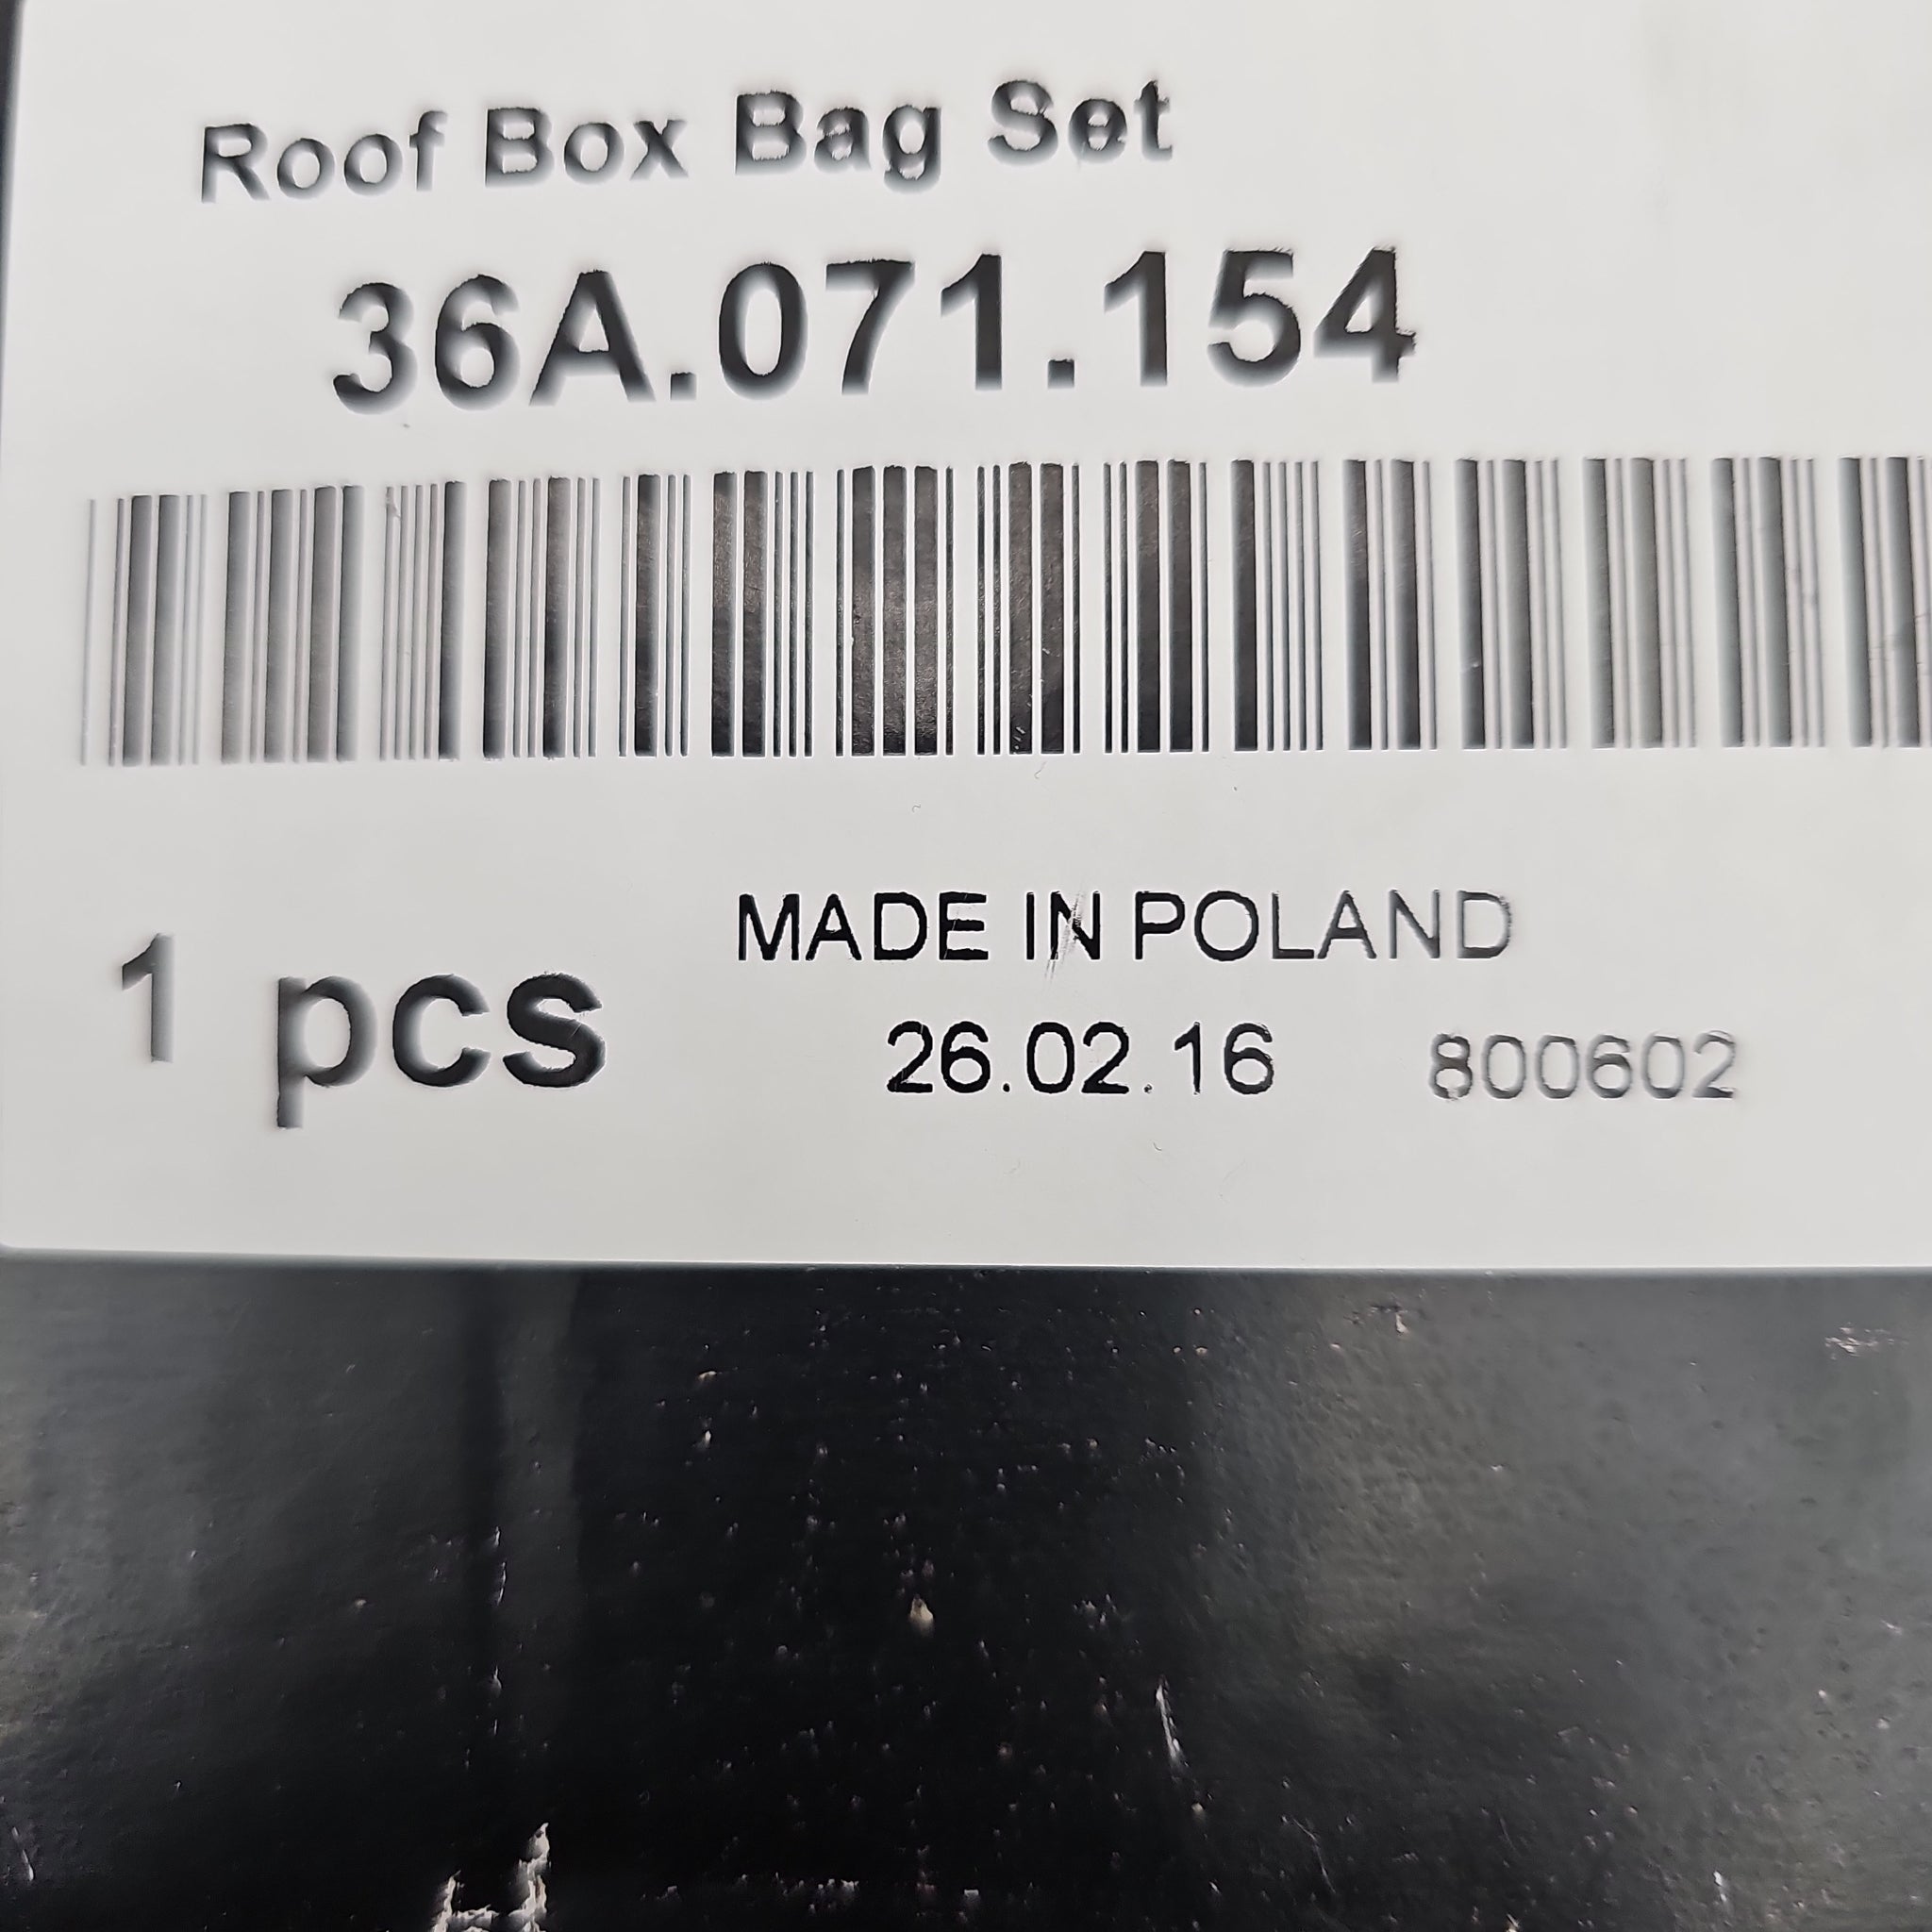 Roof Box Bag Set
36A.071.154
1 pcs
MADE IN POLAND
26.02.16 800602